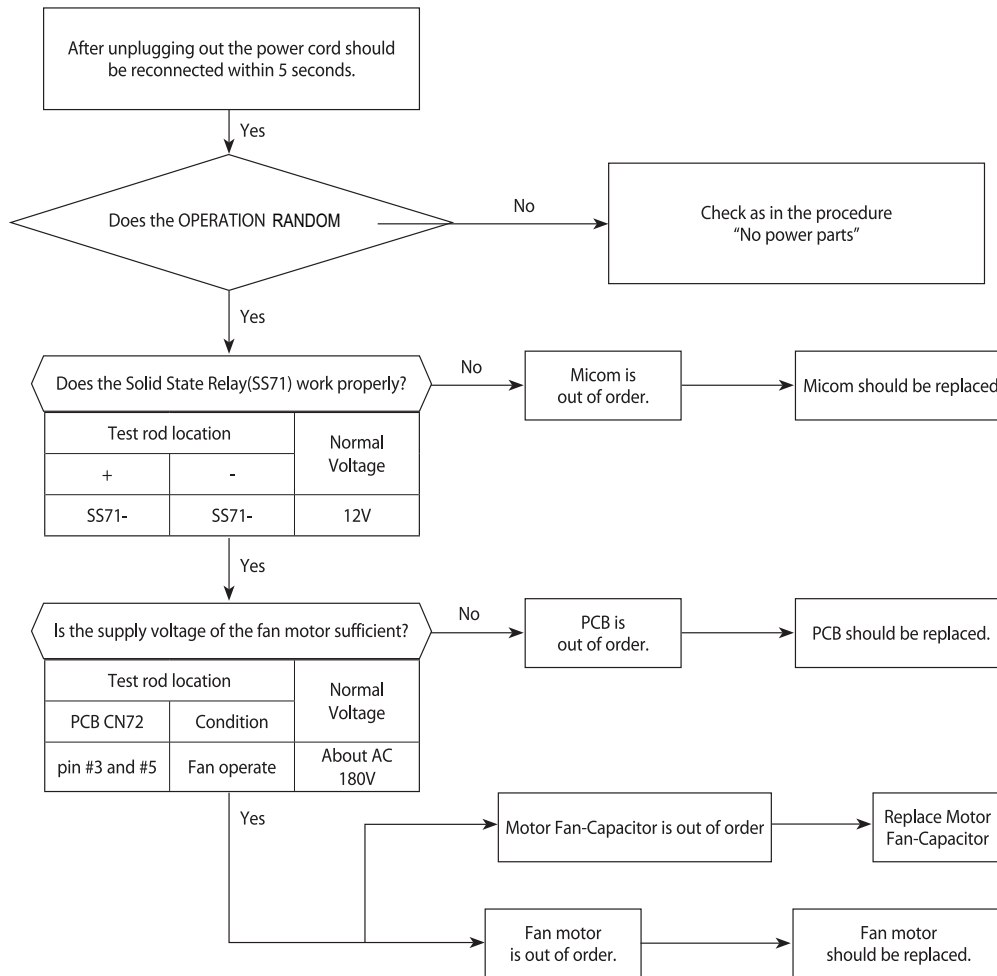 After unplugging out the power cord should
be reconnected within 5 seconds.
Yes
Does the OPERATION RANDOM
No
Check as in the procedure
“No power parts”
Yes
Does the Solid State Relay(SS71) work properly?
No
Micom is
out of order.
Micom should be replaced
Test rod location
Normal
Voltage
+
-
SS71-
SS71-
12V
Yes
Is the supply voltage of the fan motor sufficient?
No
PCB is
out of order.
PCB should be replaced.
Test rod location
Normal
Voltage
PCB CN72
Condition
pin #3 and #5
Fan operate
About AC
180V
Yes
Motor Fan-Capacitor is out of order
Replace Motor
Fan-Capacitor
Fan motor
is out of order.
Fan motor
should be replaced.